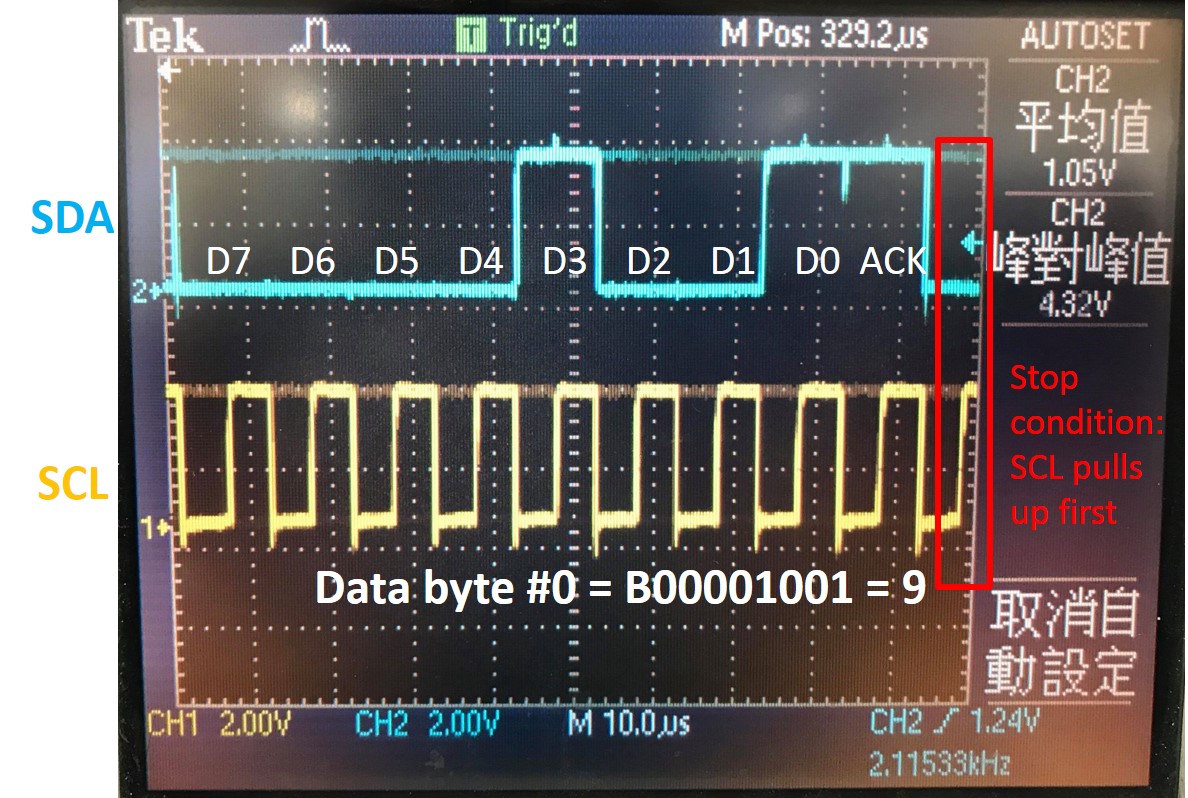 Tek
T Trig'd
M Pos: 329.2µs
AUTOSET
CH2
平均值
1.05V
CH2
峰對峰值
4.32V
SDA
D7 D6 D5 D4 D3 D2 D1 D0 ACK
2
Stop
condition:
SCL pulls
up first
SCL
1
Data byte #0 = B00001001 = 9
取消自
動設定
CH1 2.00V
CH2 2.00V
M 10.0µs
CH2 / 1.24V
2.11533kHz